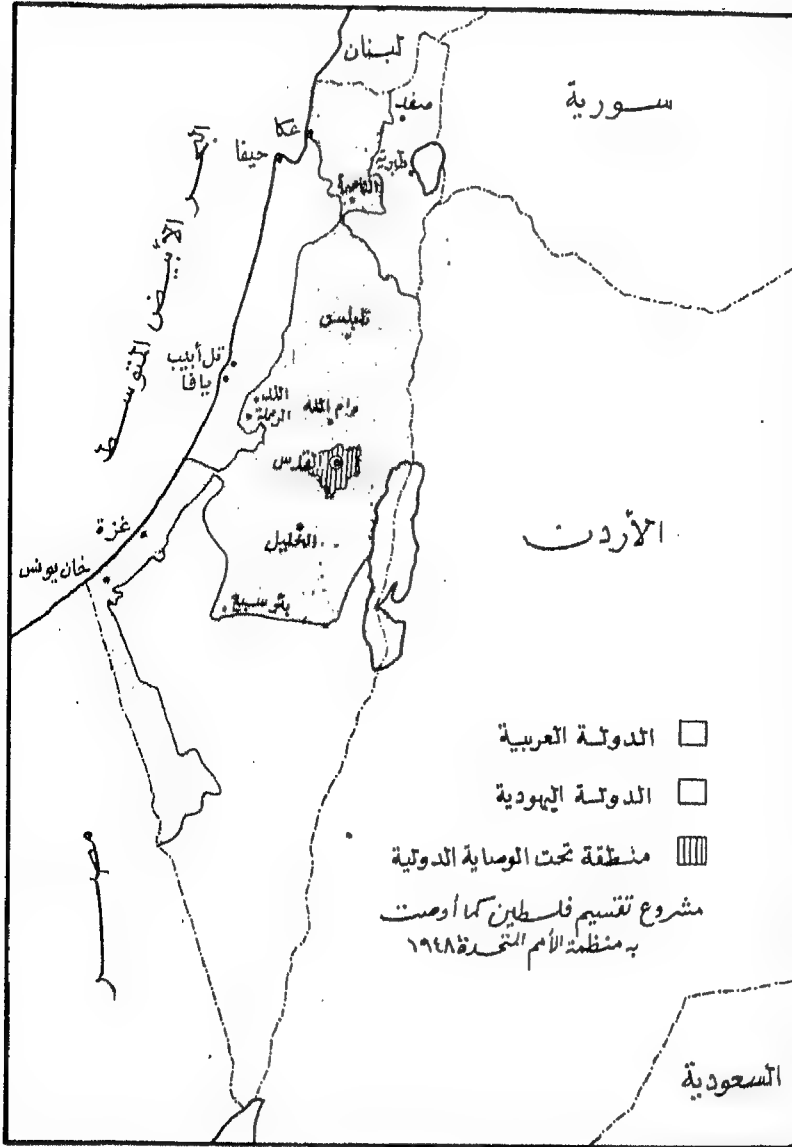 لبنان
سورية
صفد
عكا
حيفا
طبرية
الناصرة
البحر الأبيض المتوسط
نابلس
تل أبيب
يافا
اللد
الرملة
رام الله
القدس
غزة
الخليل
الأردن
خان يونس
بئر سبع
الدولة العربية
الدولة اليهودية
منطقة تحت الوصاية الدولية
مشروع تقسيم فلسطين كما أوصت
به منظمة الأمم المتحدة ١٩٤٨
مصر
السعودية